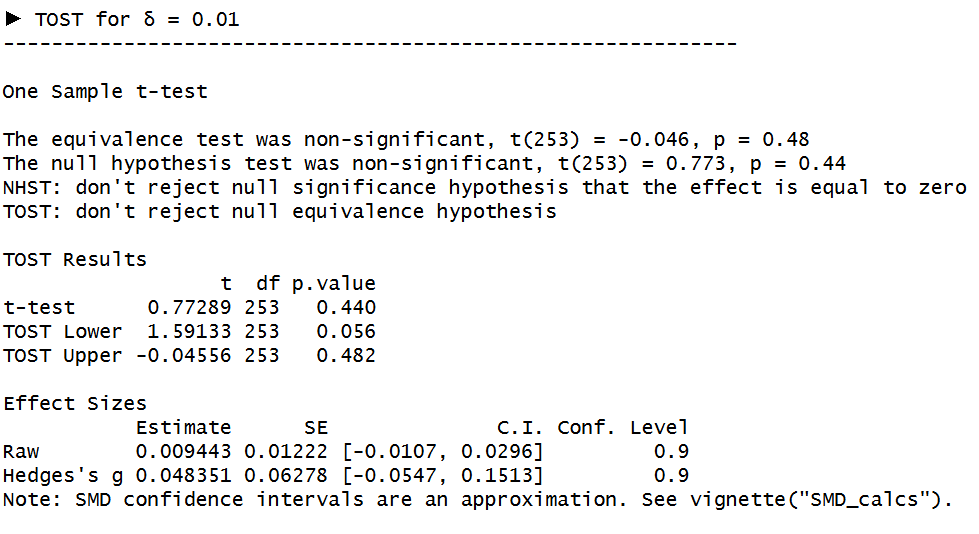 ► TOST for δ = 0.01
-------------------------------------------------------------
One Sample t-test
The equivalence test was non-significant, t(253) = -0.046, p = 0.48
The null hypothesis test was non-significant, t(253) = 0.773, p = 0.44
NHST: don't reject null significance hypothesis that the effect is equal to zero
TOST: don't reject null equivalence hypothesis
TOST Results
                  t  df p.value
t-test      0.77289 253   0.440
TOST Lower  1.59133 253   0.056
TOST Upper -0.04556 253   0.482
Effect Sizes
           Estimate      SE              C.I. Conf. Level
Raw        0.009443 0.01222 [-0.0107, 0.0296]         0.9
Hedges's g 0.048351 0.06278 [-0.0547, 0.1513]         0.9
Note: SMD confidence intervals are an approximation. See vignette("SMD_calcs").